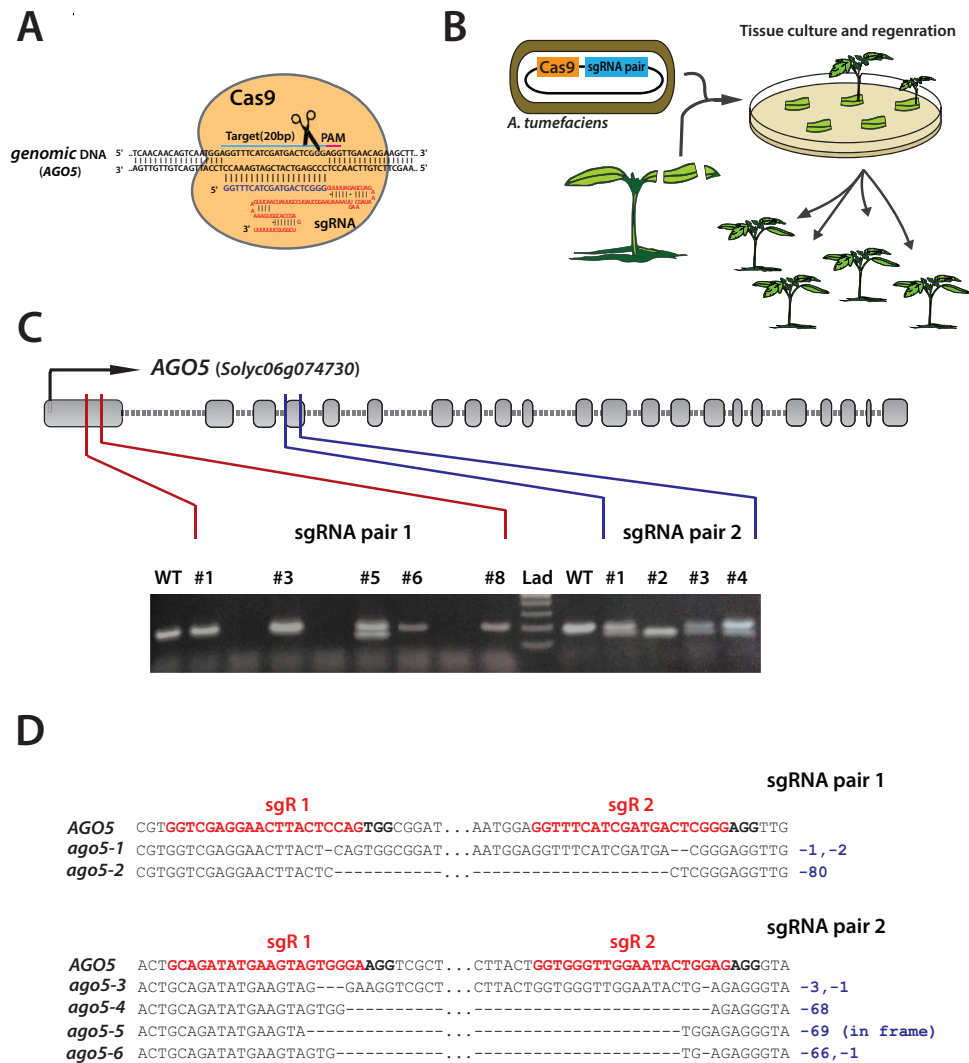 A
Cas9
Target(20bp)
PAM
genomic DNA
(AGO5)
5' ..TCAACAACAGTCAATGGAGGTTTCATCGATGACTCGGGAGGTTGAACAGAAGCTT.. 3'
3' ..AGTTGTTGTCAGTTACCTCCAAAGTAGCTACTGAGCCCTCCAACTTGTCTTCGAA.. 5'
5' GGTTTCATCGATGACTCGGG
sgRNA
3'
B
Tissue culture and regenration
Cas9
sgRNA pair
A. tumefaciens
C
AGO5 (Solyc06g074730)
sgRNA pair 1
sgRNA pair 2
WT #1 #3 #5 #6 #8 Lad WT #1 #2 #3 #4
D
sgRNA pair 1
sgR 1 sgR 2
AGO5 CGTGGTCGAGGAACTTACTCCAGTGGCGGAT...AATGGAGGTTTCATCGATGACTCGGGAGGTTG
ago5-1 CGTGGTCGAGGAACTTACT-CAGTGGCGGAT...AATGGAGGTTTCATCGATGA--CGGGAGGTTG -1,-2
ago5-2 CGTGGTCGAGGAACTTACTC-----------...--------------------CTCGGGAGGTTG -80
sgRNA pair 2
sgR 1 sgR 2
AGO5 ACTGCAGATATGAAGTAGTGGGAAGGTCGCT...CTTACTGGTGGGTTGGAATACTGGAGAGGGTA
ago5-3 ACTGCAGATATGAAGTAG---GAAGGTCGCT...CTTACTGGTGGGTTGGAATACTG-AGAGGGTA -3,-1
ago5-4 ACTGCAGATATGAAGTAGTGG----------...------------------------AGAGGGTA -68
ago5-5 ACTGCAGATATGAAGTA--------------...---------------------TGGAGAGGGTA -69 (in frame)
ago5-6 ACTGCAGATATGAAGTAGTG-----------...---------------------TG-AGAGGGTA -66,-1